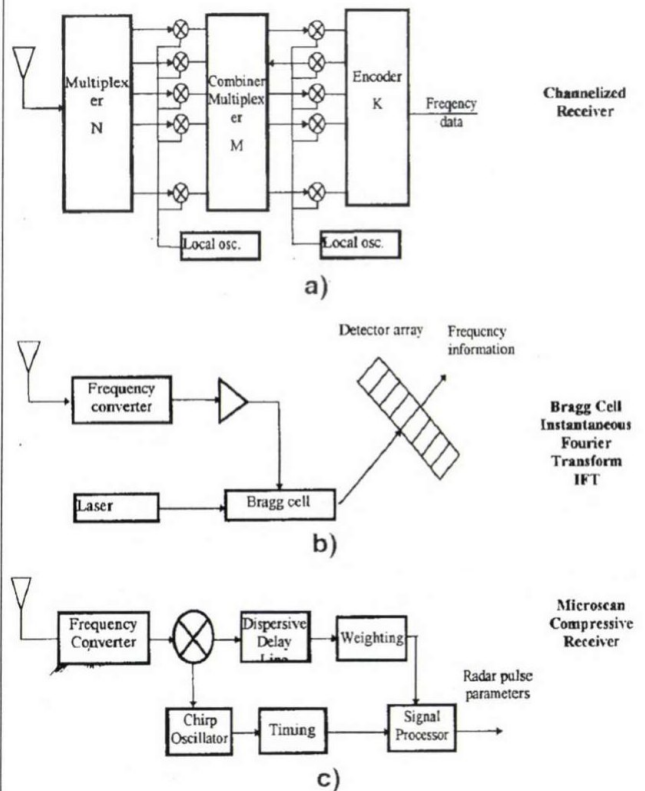 Multiplex
er
N
Combiner
Multiplex
er
M
Encoder
K
Freqency
data
Channelized
Receiver
Local osc.
Local osc.
a)
Detector array
Frequency
information
Frequency
converter
Bragg Cell
Instantaneous
Fourier
Transform
IFT
Laser
Bragg cell
b)
Microscan
Compressive
Receiver
Frequency
Converter
Dispersive
Delay
Line
Weighting
Radar pulse
parameters
Chirp
Oscillator
Timing
Signal
Processor
c)